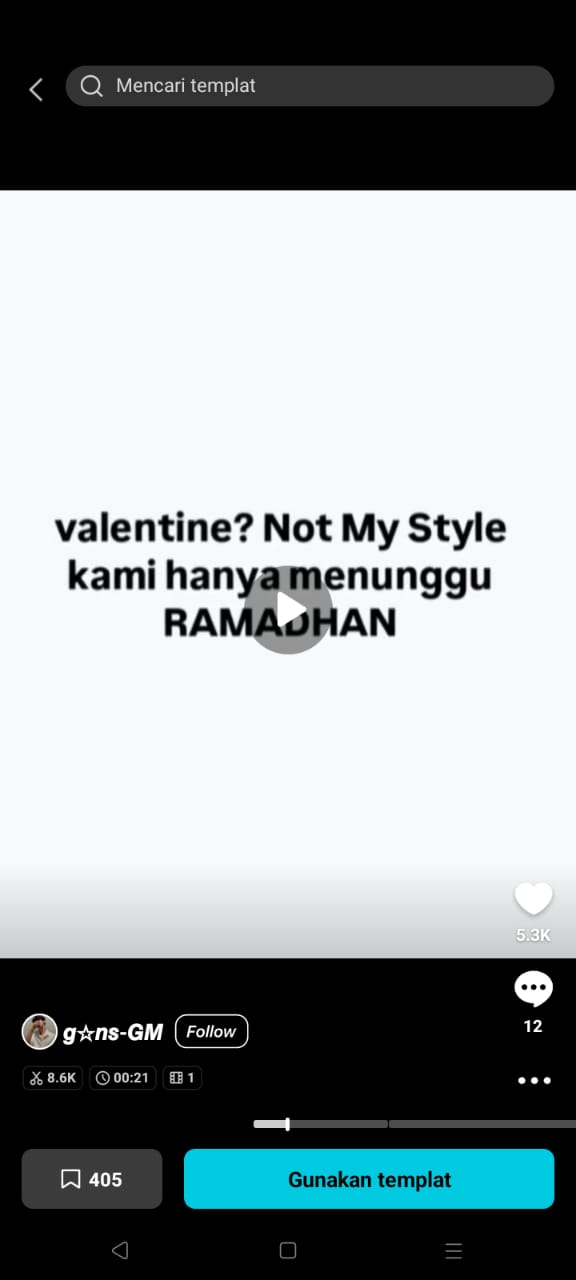 Mencari templat
valentine? Not My Style
kami hanya menunggu
RAMADHAN
5.3K
12
g☆ns-GM
Follow
8.6K
00:21
1
405
Gunakan templat